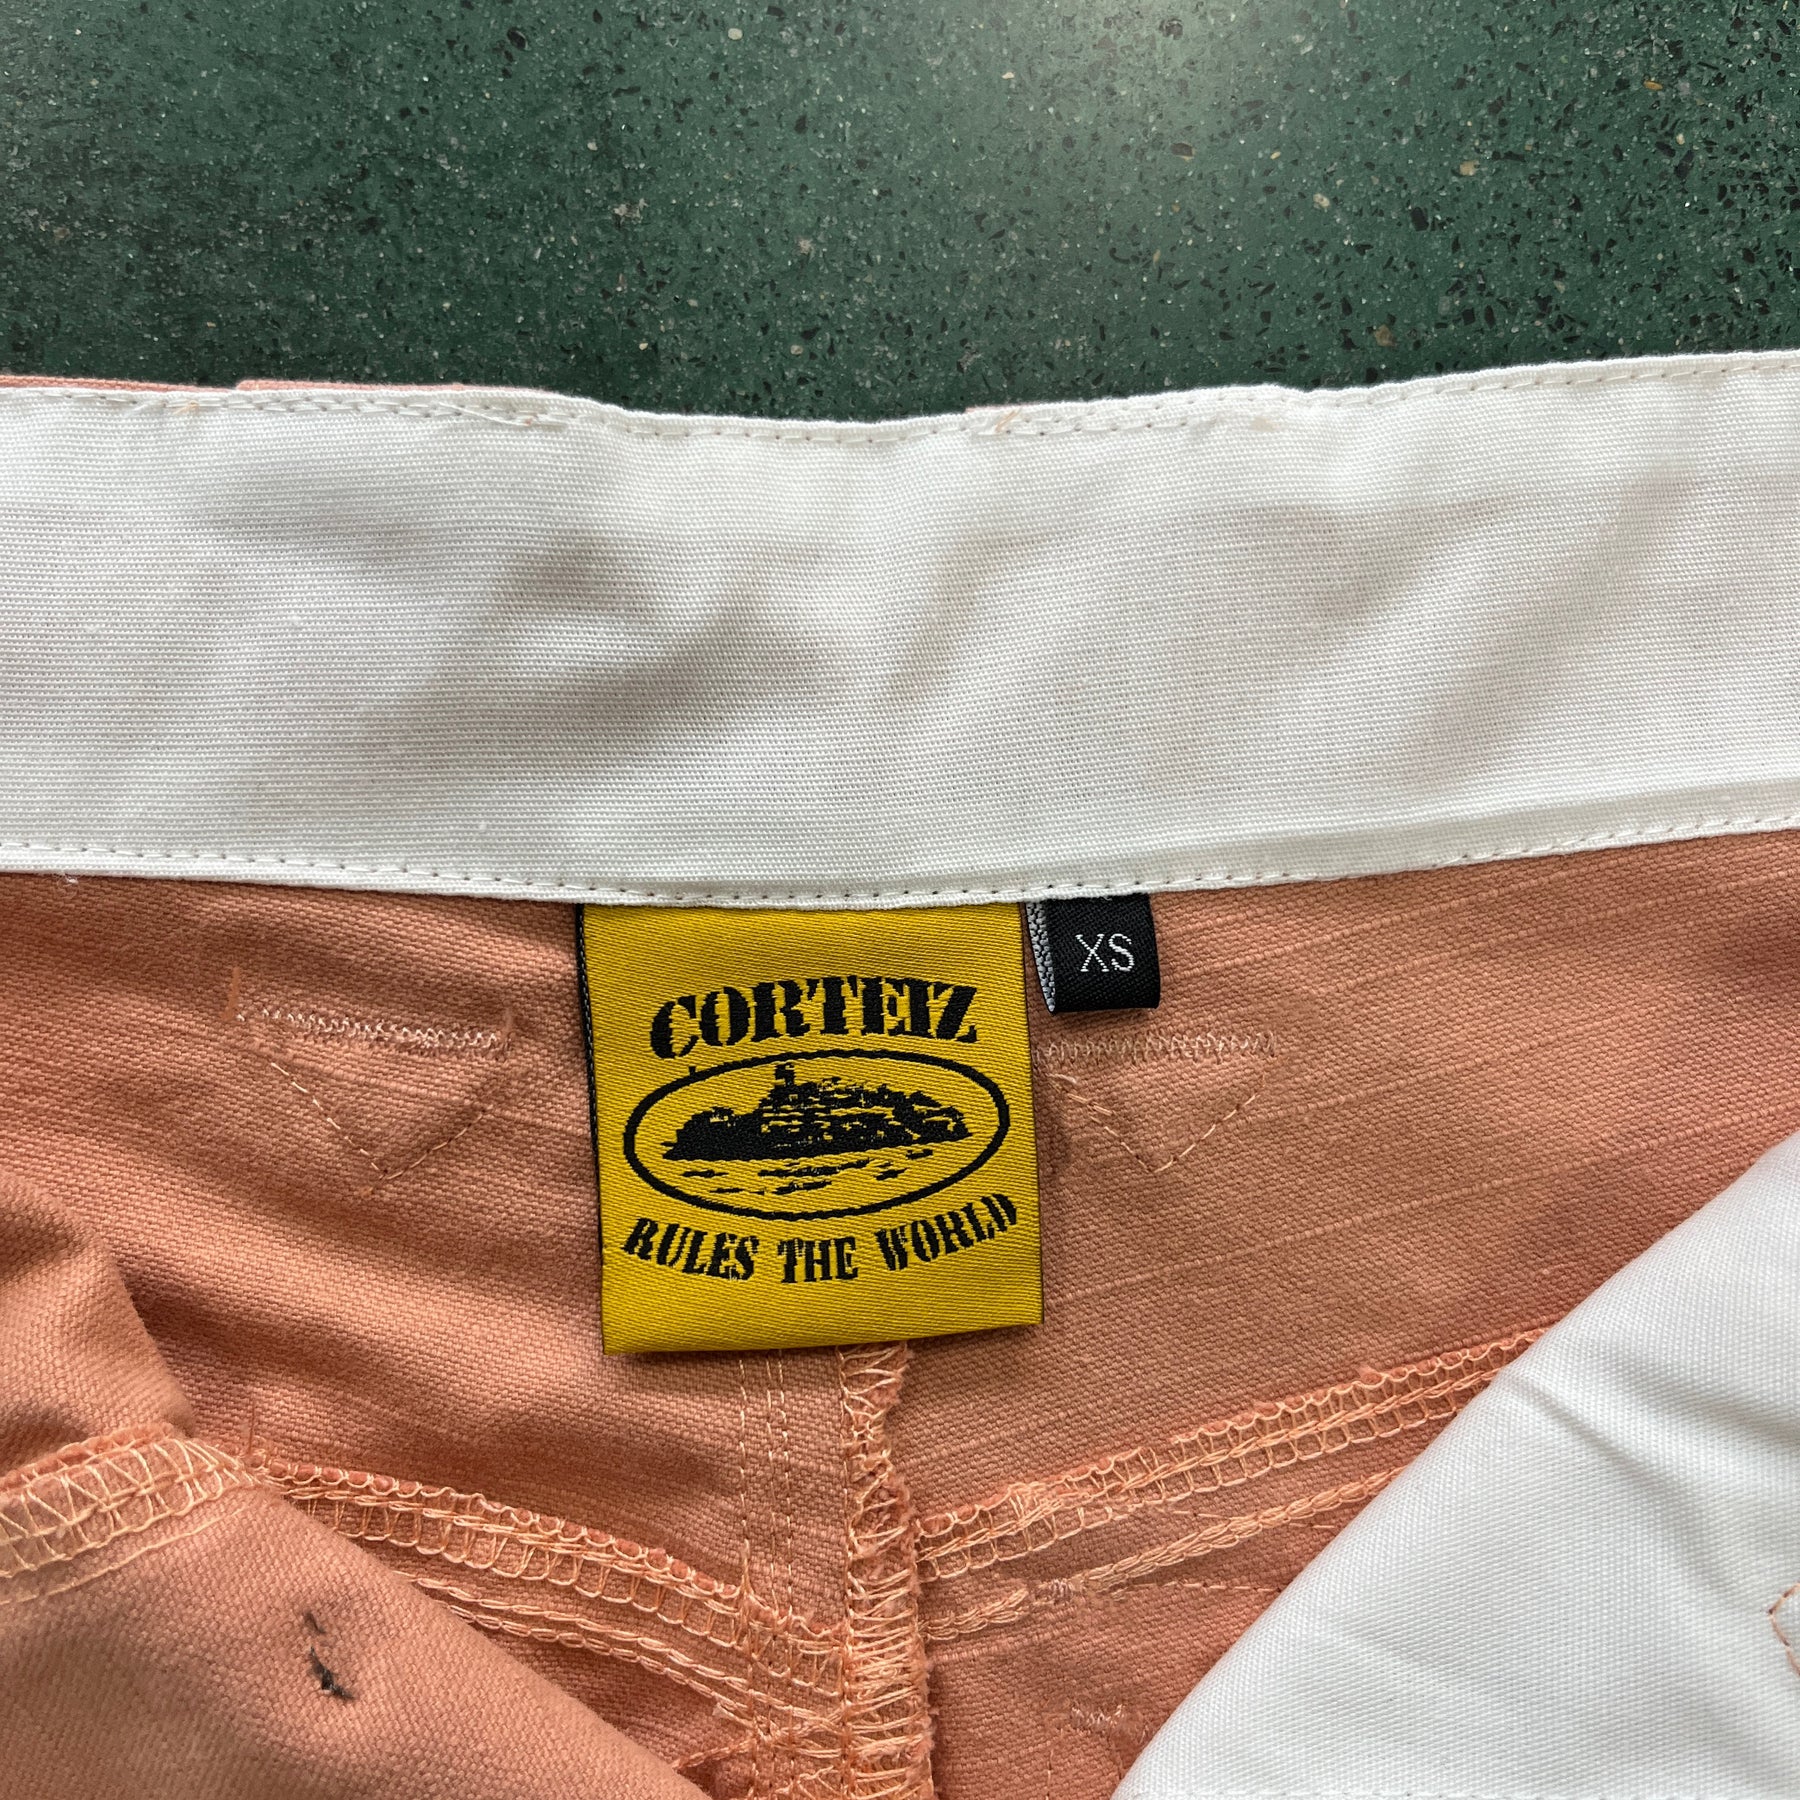 CORTEIZ
RULES THE WORLD
XS